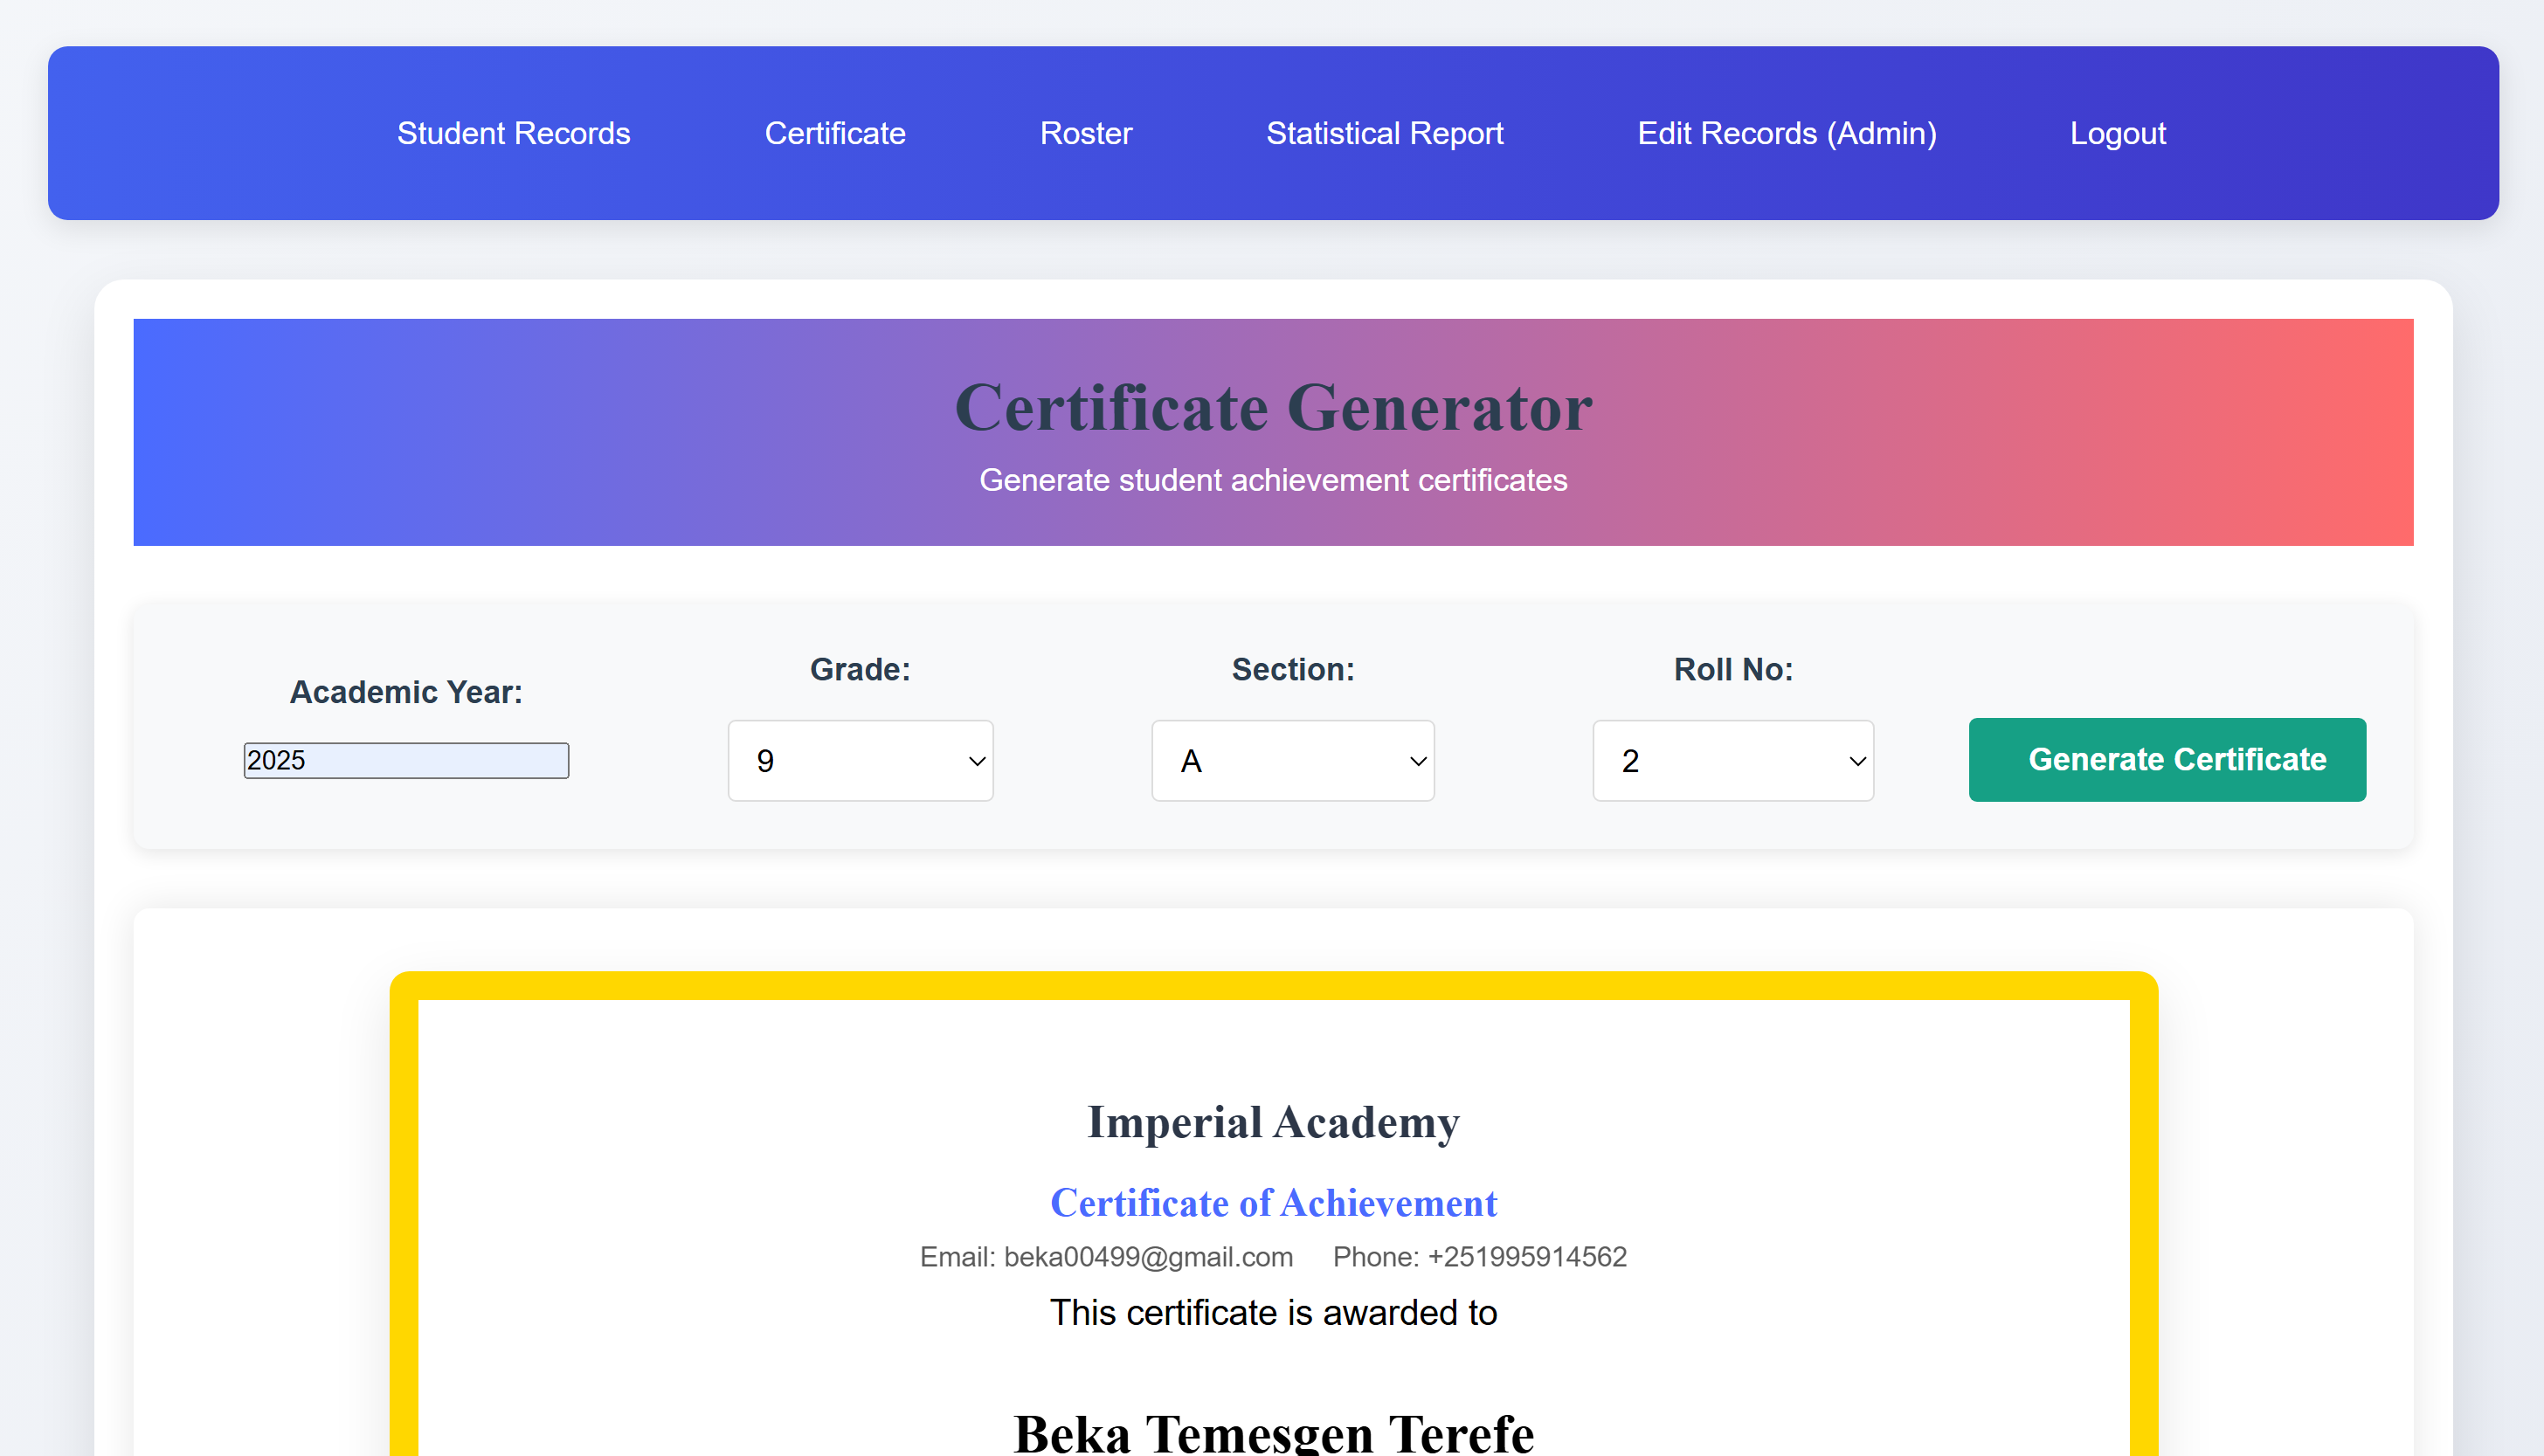 Student Records Certificate Roster Statistical Report Edit Records (Admin) Logout
Certificate Generator
Generate student achievement certificates
Academic Year: Grade: Section: Roll No:
2025 9 A 2 Generate Certificate
Imperial Academy
Certificate of Achievement
Email: beka00499@gmail.com Phone: +251995914562
This certificate is awarded to
Beka Temesgen Terefe